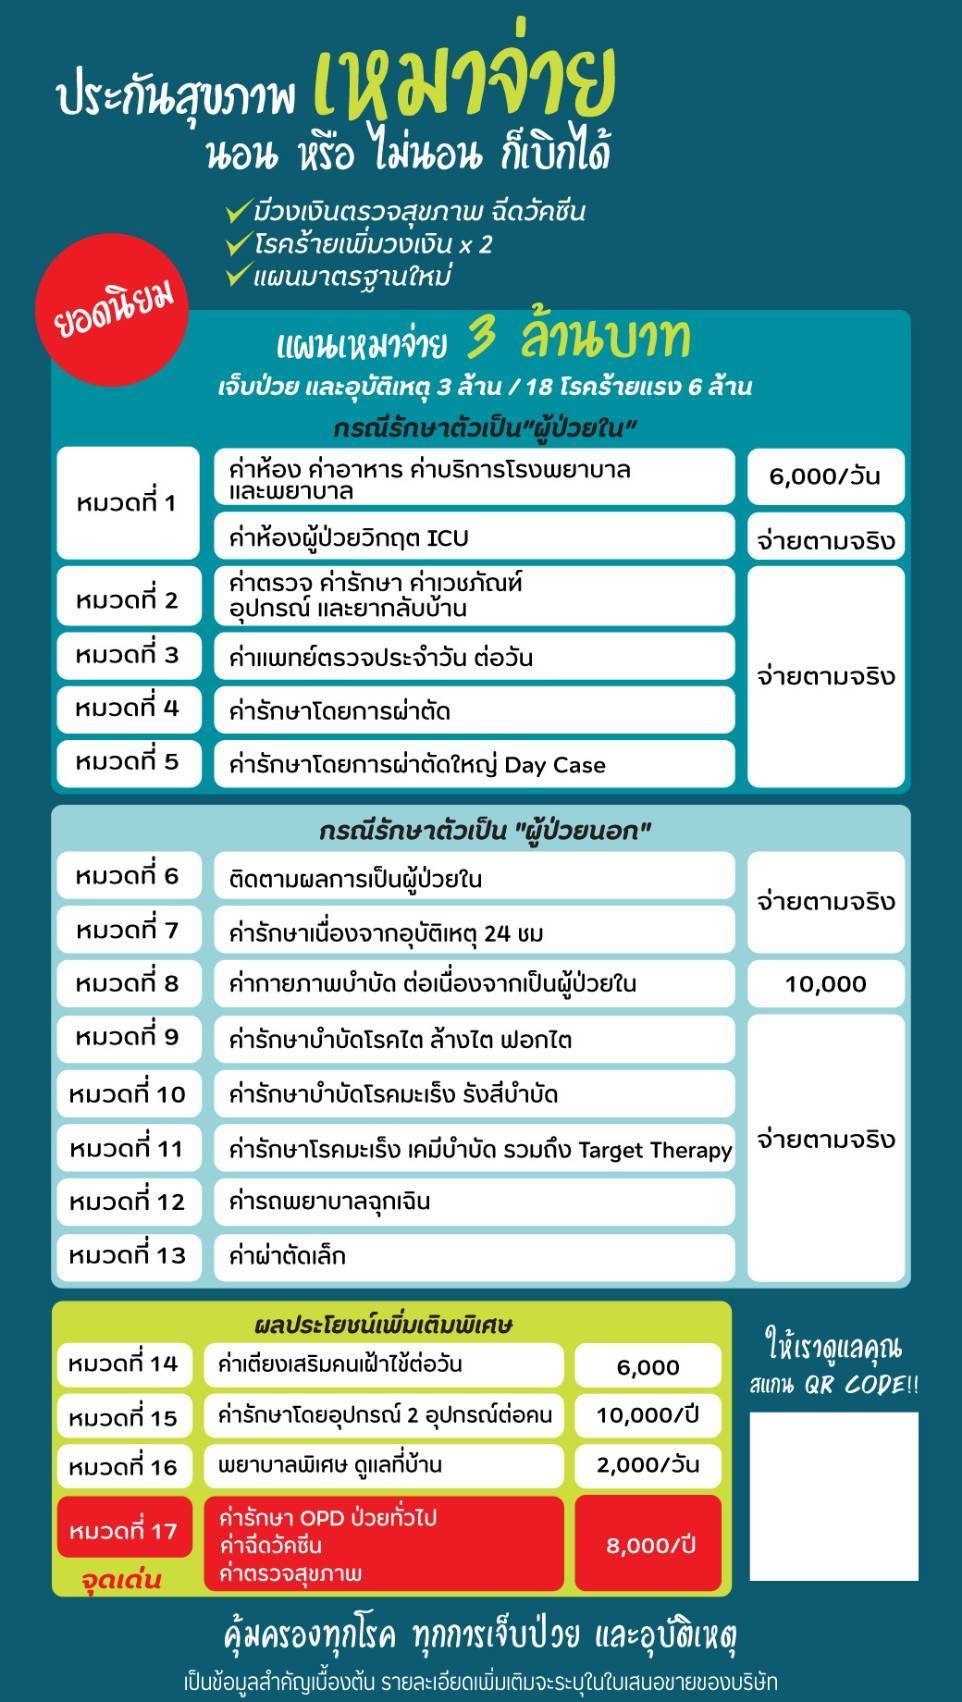 ประกันสุขภาพ เหมาจ่าย
นอน หรือ ไม่นอน ก็เบิกได้
มีวงเงินตรวจสุขภาพ ฉีดวัคซีน
โรคร้ายเพิ่มวงเงิน x 2
แผนมาตรฐานใหม่
ยอดนิยม
แผนเหมาจ่าย 3 ล้านบาท
เจ็บป่วย และอุบัติเหตุ 3 ล้าน / 18 โรคร้ายแรง 6 ล้าน
กรณีรักษาตัวเป็น"ผู้ป่วยใน"
หมวดที่ 1
ค่าห้อง ค่าอาหาร ค่าบริการโรงพยาบาล
และพยาบาล
6,000/วัน
ค่าห้องผู้ป่วยวิกฤต ICU
จ่ายตามจริง
หมวดที่ 2
ค่าตรวจ ค่ารักษา ค่าเวชภัณฑ์
อุปกรณ์ และยากลับบ้าน
หมวดที่ 3
ค่าแพทย์ตรวจประจำวัน ต่อวัน
จ่ายตามจริง
หมวดที่ 4
ค่ารักษาโดยการผ่าตัด
หมวดที่ 5
ค่ารักษาโดยการผ่าตัดใหญ่ Day Case
กรณีรักษาตัวเป็น "ผู้ป่วยนอก"
หมวดที่ 6
ติดตามผลการเป็นผู้ป่วยใน
จ่ายตามจริง
หมวดที่ 7
ค่ารักษาเนื่องจากอุบัติเหตุ 24 ชม
หมวดที่ 8
ค่ากายภาพบำบัด ต่อเนื่องจากเป็นผู้ป่วยใน
10,000
หมวดที่ 9
ค่ารักษาบำบัดโรคไต ล้างไต ฟอกไต
หมวดที่ 10
ค่ารักษาบำบัดโรคมะเร็ง รังสีบำบัด
หมวดที่ 11
ค่ารักษาโรคมะเร็ง เคมีบำบัด รวมถึง Target Therapy
จ่ายตามจริง
หมวดที่ 12
ค่ารถพยาบาลฉุกเฉิน
หมวดที่ 13
ค่าผ่าตัดเล็ก
ผลประโยชน์เพิ่มเติมพิเศษ
หมวดที่ 14
ค่าเตียงเสริมคนเฝ้าไข้ต่อวัน
6,000
หมวดที่ 15
ค่ารักษาโดยอุปกรณ์ 2 อุปกรณ์ต่อคน
10,000/ปี
หมวดที่ 16
พยาบาลพิเศษ ดูแลที่บ้าน
2,000/วัน
หมวดที่ 17
จุดเด่น
ค่ารักษา OPD ป่วยทั่วไป
ค่าฉีดวัคซีน
ค่าตรวจสุขภาพ
8,000/ปี
ให้เราดูแลคุณ
สแกน QR CODE!!
คุ้มครองทุกโรค ทุกการเจ็บป่วย และอุบัติเหตุ
เป็นข้อมูลสำคัญเบื้องต้น รายละเอียดเพิ่มเติมจะระบุในใบเสนอขายของบริษัท